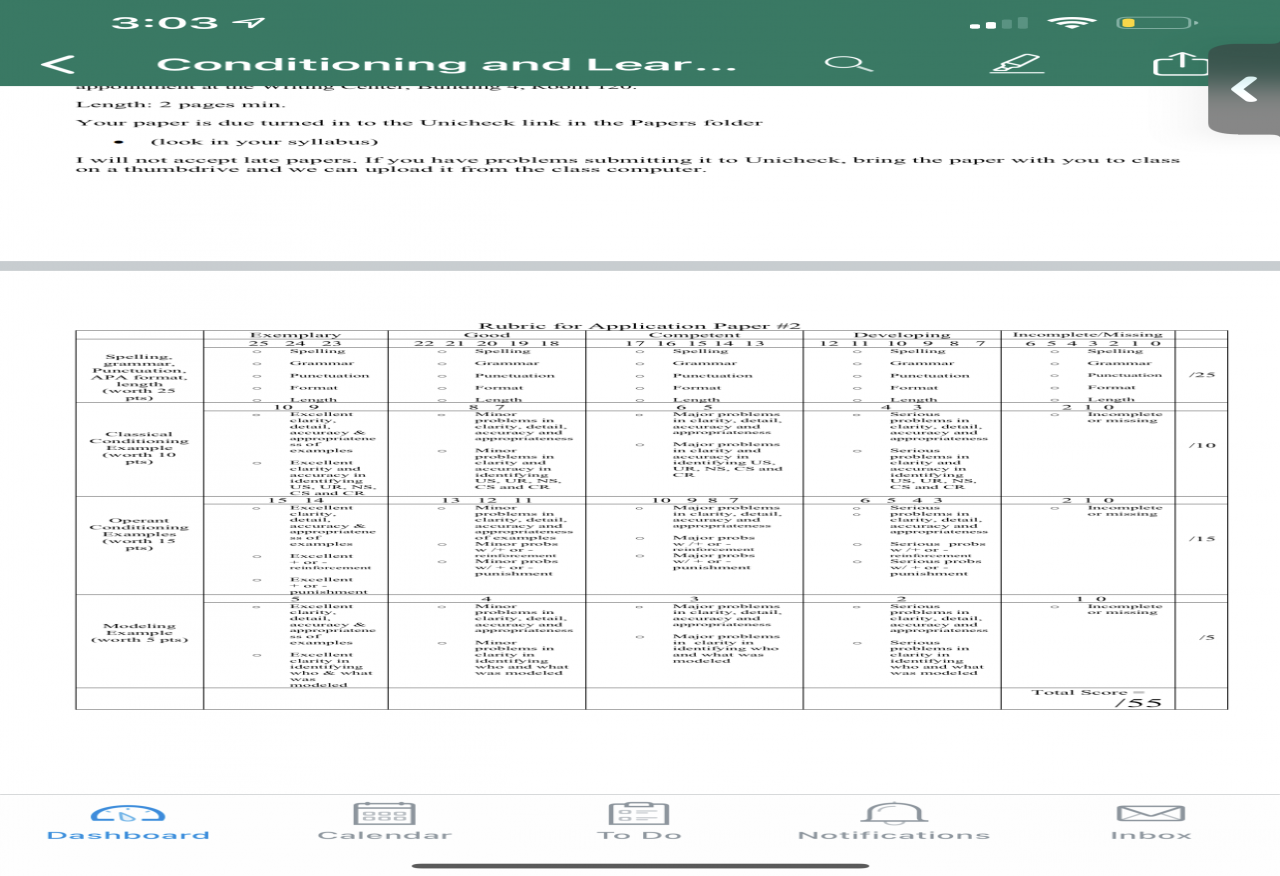 3:03
Conditioning and Lear...
appointment at the Writing Center, Building 4, Room 120.
Length: 2 pages min.
Your paper is due turned in to the Unicheck link in the Papers folder
• (look in your syllabus)
I will not accept late papers. If you have problems submitting it to Unicheck, bring the paper with you to class
on a thumbdrive and we can upload it from the class computer.
Rubric for Application Paper #2
Exemplary Good Competent Developing Incomplete/Missing
Spelling,
grammar,
Punctuation,
APA format,
length
(worth 25
pts)
25 24 23
o Spelling
o Grammar
o Punctuation
o Format
o Length
22 21 20 19 18
o Spelling
o Grammar
o Punctuation
o Format
o Length
17 16 15 14 13
o Spelling
o Grammar
o Punctuation
o Format
o Length
12 11 10 9 8 7
o Spelling
o Grammar
o Punctuation
o Format
o Length
6 5 4 3 2 1 0
o Spelling
o Grammar
o Punctuation
o Format
o Length
/25
Classical
Conditioning
Example
(worth 10
pts)
10 9
o Excellent
clarity,
detail,
accuracy &
appropriatene
ss of
examples
o Excellent
clarity and
accuracy in
identifying
US, UR, NS,
CS and CR
8 7
o Minor
problems in
clarity, detail,
accuracy and
appropriateness
o Minor
problems in
clarity and
accuracy in
identifying
US, UR, NS,
CS and CR
6 5
o Major problems
in clarity, detail,
accuracy and
appropriateness
o Major problems
in clarity and
accuracy in
identifying US,
UR, NS, CS and
CR
4 3
o Serious
problems in
clarity, detail,
accuracy and
appropriateness
o Serious
problems in
clarity and
accuracy in
identifying
US, UR, NS,
CS and CR
2 1 0
o Incomplete
or missing
/10
Operant
Conditioning
Examples
(worth 15
pts)
15 14
o Excellent
clarity,
detail,
accuracy &
appropriatene
ss of
examples
o Excellent
+ or -
reinforcement
o Excellent
+ or -
punishment
13 12 11
o Minor
problems in
clarity, detail,
accuracy and
appropriateness
of examples
o Minor probs
w /+ or -
reinforcement
o Minor probs
w/ + or -
punishment
10 9 8 7
o Major problems
in clarity, detail,
accuracy and
appropriateness
o Major probs
w /+ or -
reinforcement
o Major probs
w/ + or -
punishment
6 5 4 3
o Serious
o problems in
clarity, detail,
accuracy and
appropriateness
o Serious probs
w /+ or -
reinforcement
o Serious probs
w/ + or -
punishment
2 1 0
o Incomplete
or missing
/15
Modeling
Example
(worth 5 pts)
5
o Excellent
clarity,
detail,
accuracy &
appropriatene
ss of
examples
o Excellent
clarity in
identifying
who & what
was
modeled
4
o Minor
problems in
clarity, detail,
accuracy and
appropriateness
o Minor
problems in
clarity in
identifying
who and what
was modeled
3
o Major problems
in clarity, detail,
accuracy and
appropriateness
o Major problems
in clarity in
identifying who
and what was
modeled
2
o Serious
problems in
clarity, detail,
accuracy and
appropriateness
o Serious
problems in
clarity in
identifying
who and what
was modeled
1 0
o Incomplete
or missing
/5
Total Score =
/55
Dashboard Calendar To Do Notifications Inbox